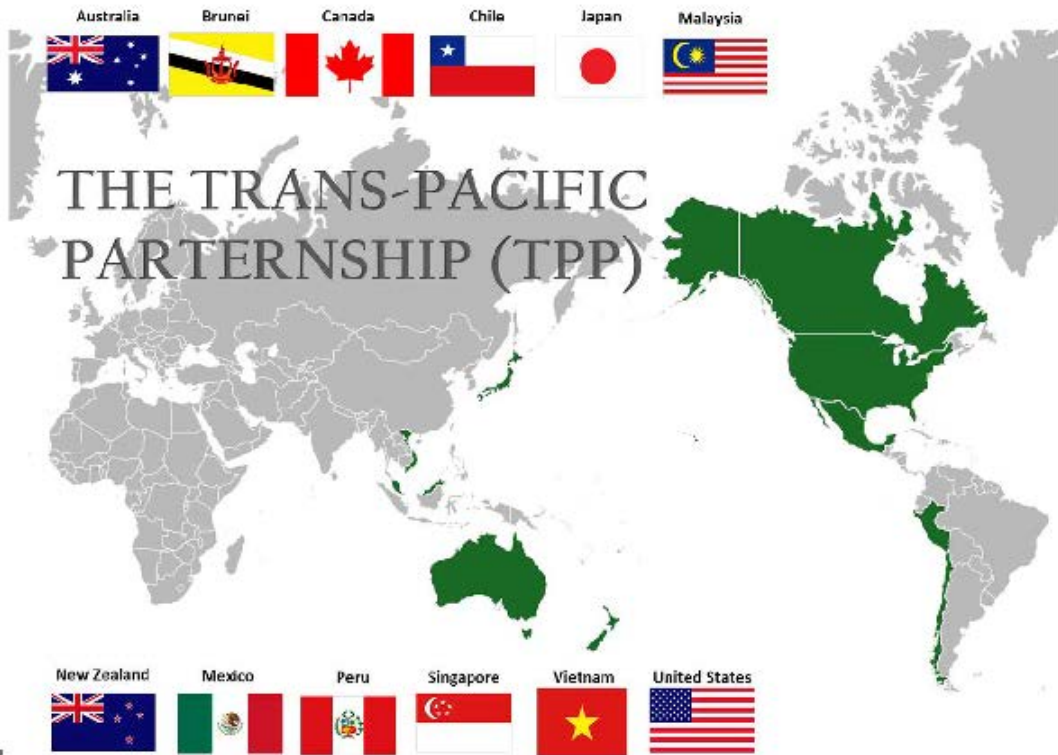 Australia Brunei Canada Chile Japan Malaysia
THE TRANS-PACIFIC
PARTERNSHIP (TPP)
New Zealand Mexico Peru Singapore Vietnam United States